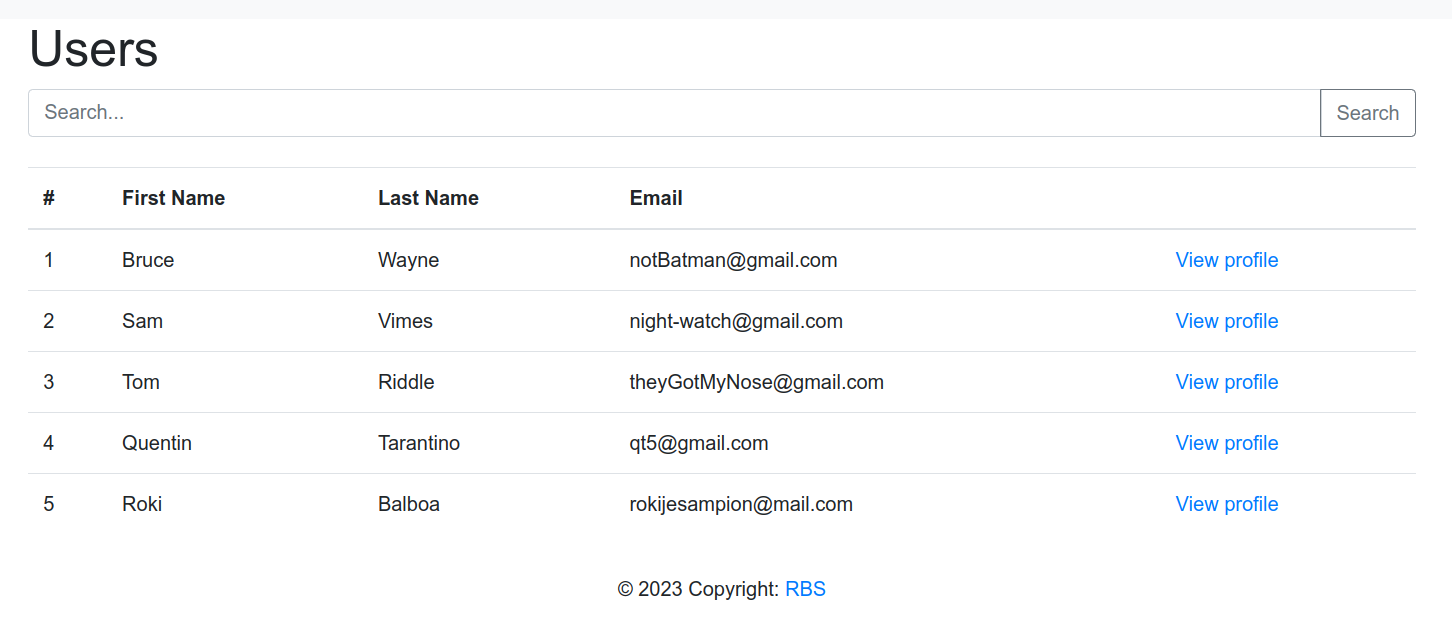 Users
Search... Search
# First Name Last Name Email
1 Bruce Wayne notBatman@gmail.com View profile
2 Sam Vimes night-watch@gmail.com View profile
3 Tom Riddle theyGotMyNose@gmail.com View profile
4 Quentin Tarantino qt5@gmail.com View profile
5 Roki Balboa rokijesampion@mail.com View profile
© 2023 Copyright: RBS